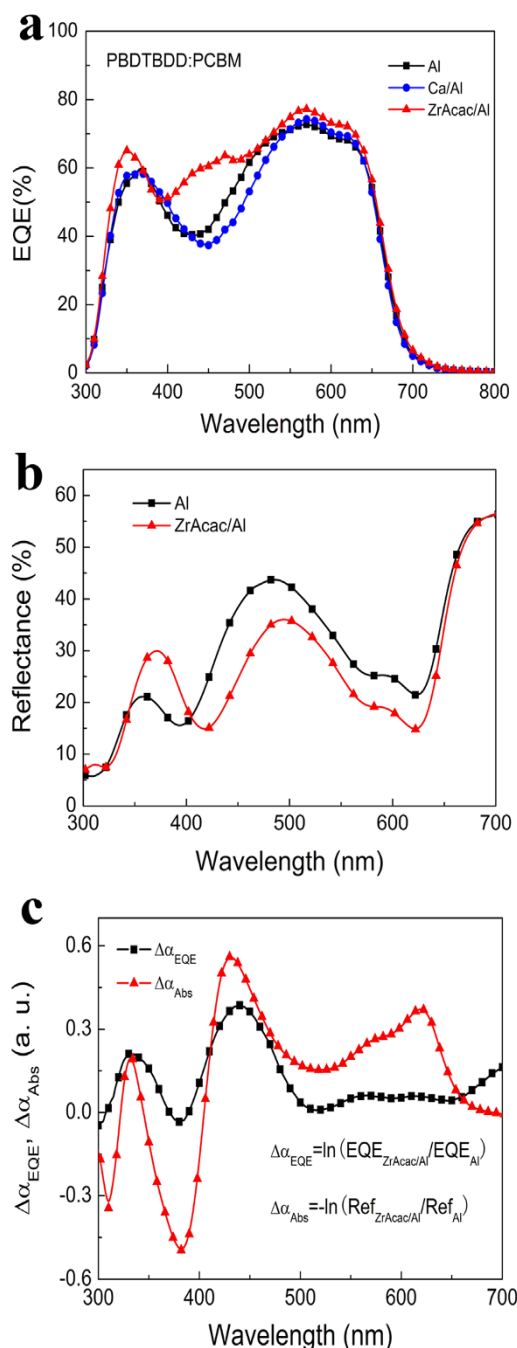 a
100
80
60
40
20
0
EQE(%)
PBDTBDD:PCBM
Al
Ca/Al
ZrAcac/Al
300 400 500 600 700 800
Wavelength (nm)
b
60
50
40
30
20
10
0
Reflectance (%)
Al
ZrAcac/Al
300 400 500 600 700
Wavelength (nm)
c
0.6
0.3
0.0
-0.3
-0.6
Δα_EQE, Δα_Abs (a. u.)
Δα_EQE
Δα_Abs
Δα_EQE=ln(EQE_ZrAcac/Al/EQE_Al)
Δα_Abs=-ln(Ref_ZrAcac/Al/Ref_Al)
300 400 500 600 700
Wavelength (nm)